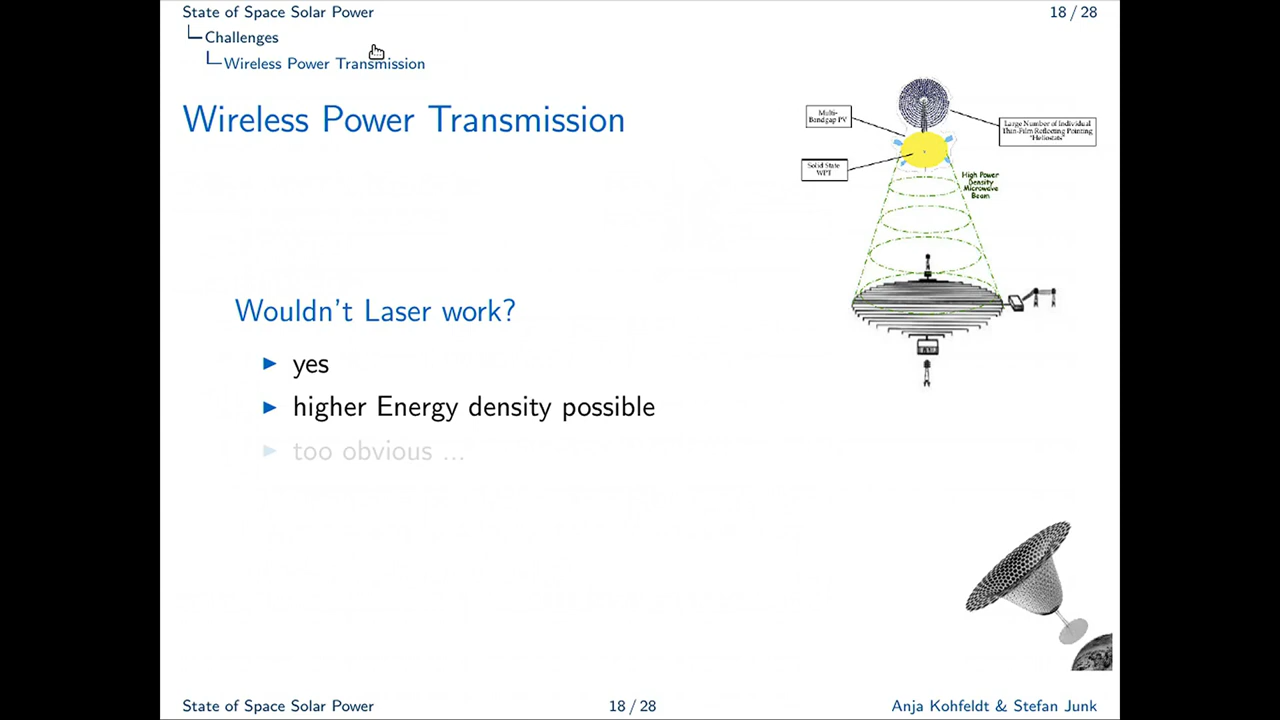 State of Space Solar Power
18 / 28
Challenges
Wireless Power Transmission
Wireless Power Transmission
Multi-
Bandgap PV
Large Number of Individual
Thin-Film Reflecting Pointing
"Heliostats"
Solid State
WPT
High Power
Density
Microwave
Beam
Wouldn't Laser work?
yes
higher Energy density possible
too obvious ...
State of Space Solar Power
18 / 28
Anja Kohfeldt & Stefan Junk